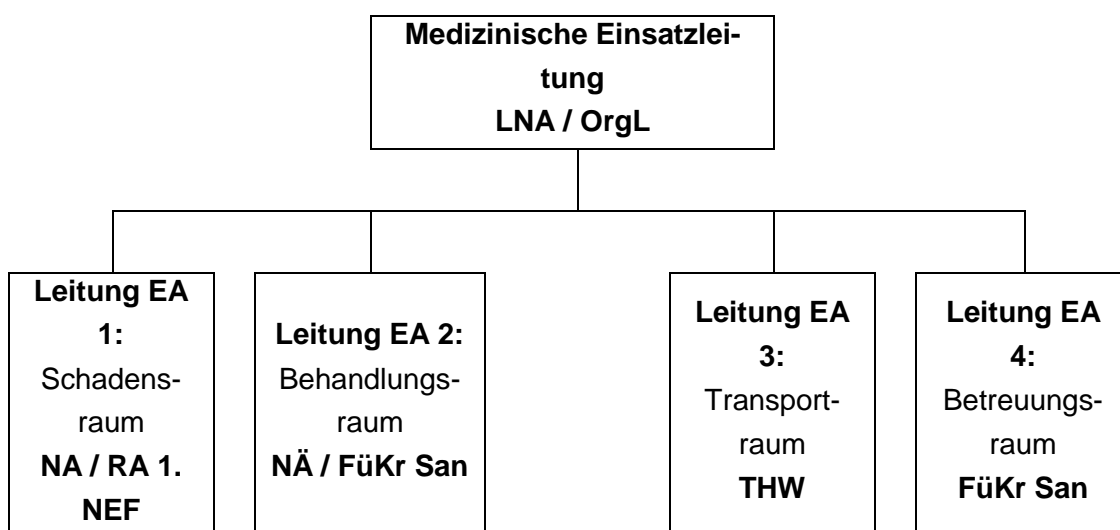 Medizinische Einsatzlei-
tung
LNA / OrgL
Leitung EA
1:
Schadens-
raum
NA / RA 1.
NEF
Leitung EA 2:
Behandlungs-
raum
NÄ / FüKr San
Leitung EA
3:
Transport-
raum
THW
Leitung EA
4:
Betreuungs-
raum
FüKr San